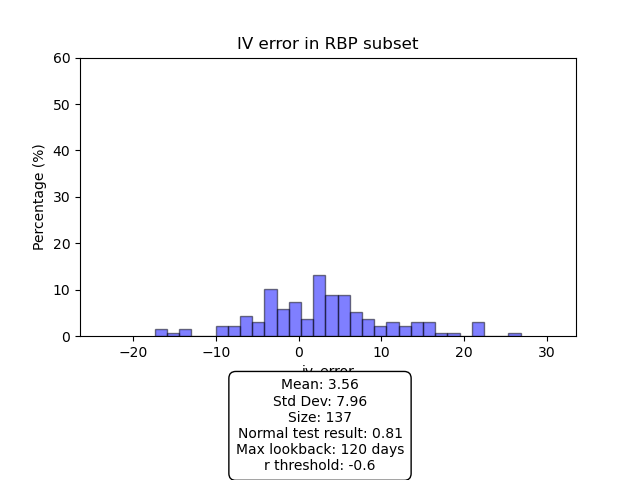 IV error in RBP subset
60
50
40
30
20
10
0
Percentage (%)
−20 −10 0 10 20 30
iv_error
Mean: 3.56
Std Dev: 7.96
Size: 137
Normal test result: 0.81
Max lookback: 120 days
r threshold: -0.6